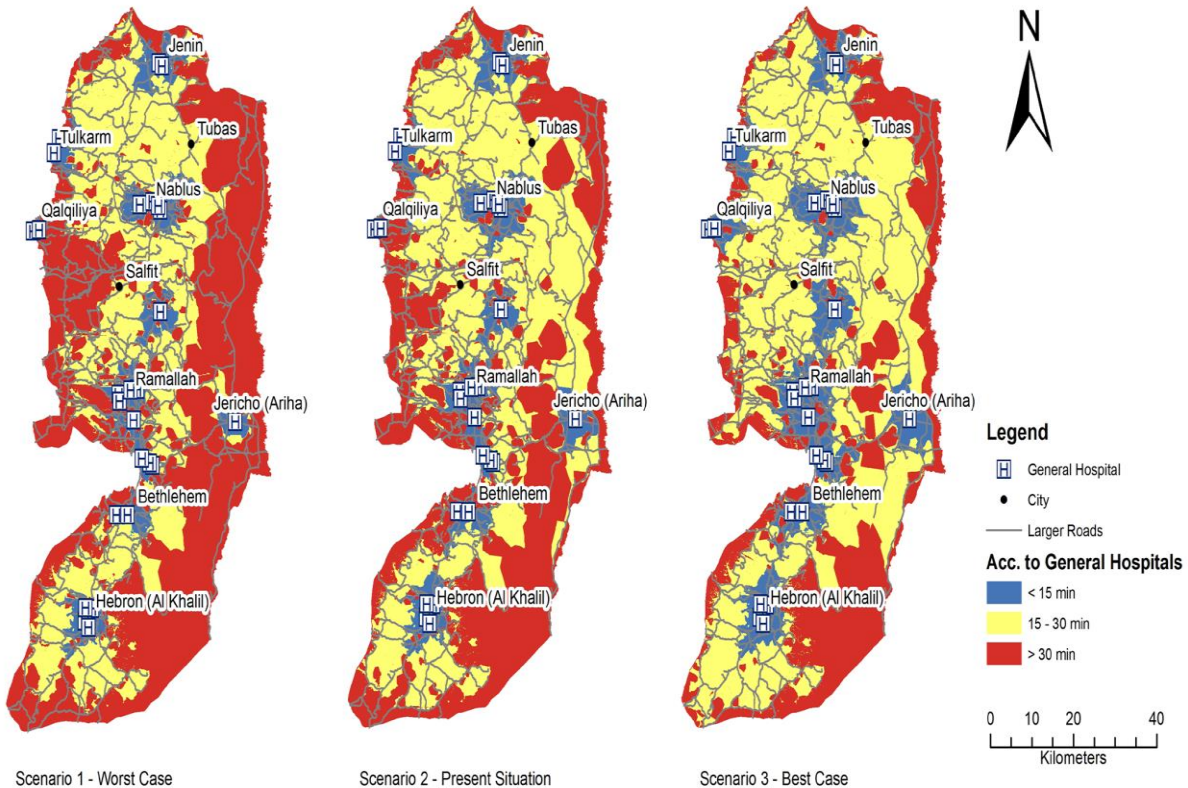 Jenin
Tulkarm
Tubas
Nablus
Qalqiliya
Salfit
Ramallah
Jericho (Ariha)
Bethlehem
Hebron (Al Khalil)
Scenario 1 - Worst Case
Jenin
Tulkarm
Tubas
Nablus
Qalqiliya
Salfit
Ramallah
Jericho (Ariha)
Bethlehem
Hebron (Al Khalil)
Scenario 2 - Present Situation
Jenin
Tulkarm
Tubas
Nablus
Qalqiliya
Salfit
Ramallah
Jericho (Ariha)
Bethlehem
Hebron (Al Khalil)
Scenario 3 - Best Case
N
Legend
H General Hospital
City
Larger Roads
Acc. to General Hospitals
< 15 min
15 - 30 min
> 30 min
0 10 20 40
Kilometers